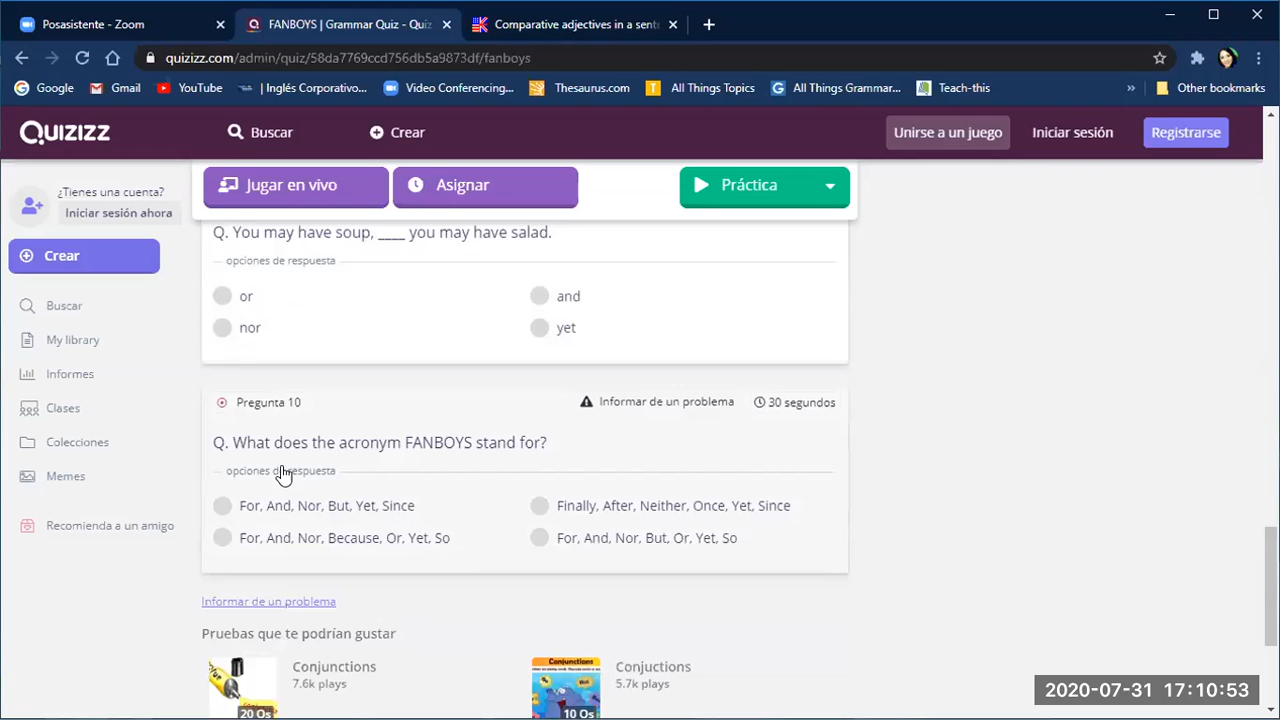 Posasistente - Zoom
FANBOYS | Grammar Quiz - Quiz
Comparative adjectives in a sent
quizizz.com/admin/quiz/58da7769ccd756db5a9873df/fanboys
Google
Gmail
YouTube
| Inglés Corporativo...
Video Conferencing,...
Thesaurus.com
All Things Topics
All Things Grammar...
Teach-this
»
Other bookmarks
QUIZIZZ
Buscar
Crear
Unirse a un juego
Iniciar sesión
Registrarse
¿Tienes una cuenta?
Iniciar sesión ahora
Crear
Buscar
My library
Informes
Clases
Colecciones
Memes
Recomienda a un amigo
Jugar en vivo
Asignar
Práctica
Q. You may have soup, ____ you may have salad.
opciones de respuesta
or
and
nor
yet
Pregunta 10
Informar de un problema
30 segundos
Q. What does the acronym FANBOYS stand for?
opciones de respuesta
For, And, Nor, But, Yet, Since
Finally, After, Neither, Once, Yet, Since
For, And, Nor, Because, Or, Yet, So
For, And, Nor, But, Or, Yet, So
Informar de un problema
Pruebas que te podrían gustar
Conjunctions
7.6k plays
20 Qs
Conjunctions
Conjuctions
5.7k plays
10 Qs
2020-07-31 17:10:53